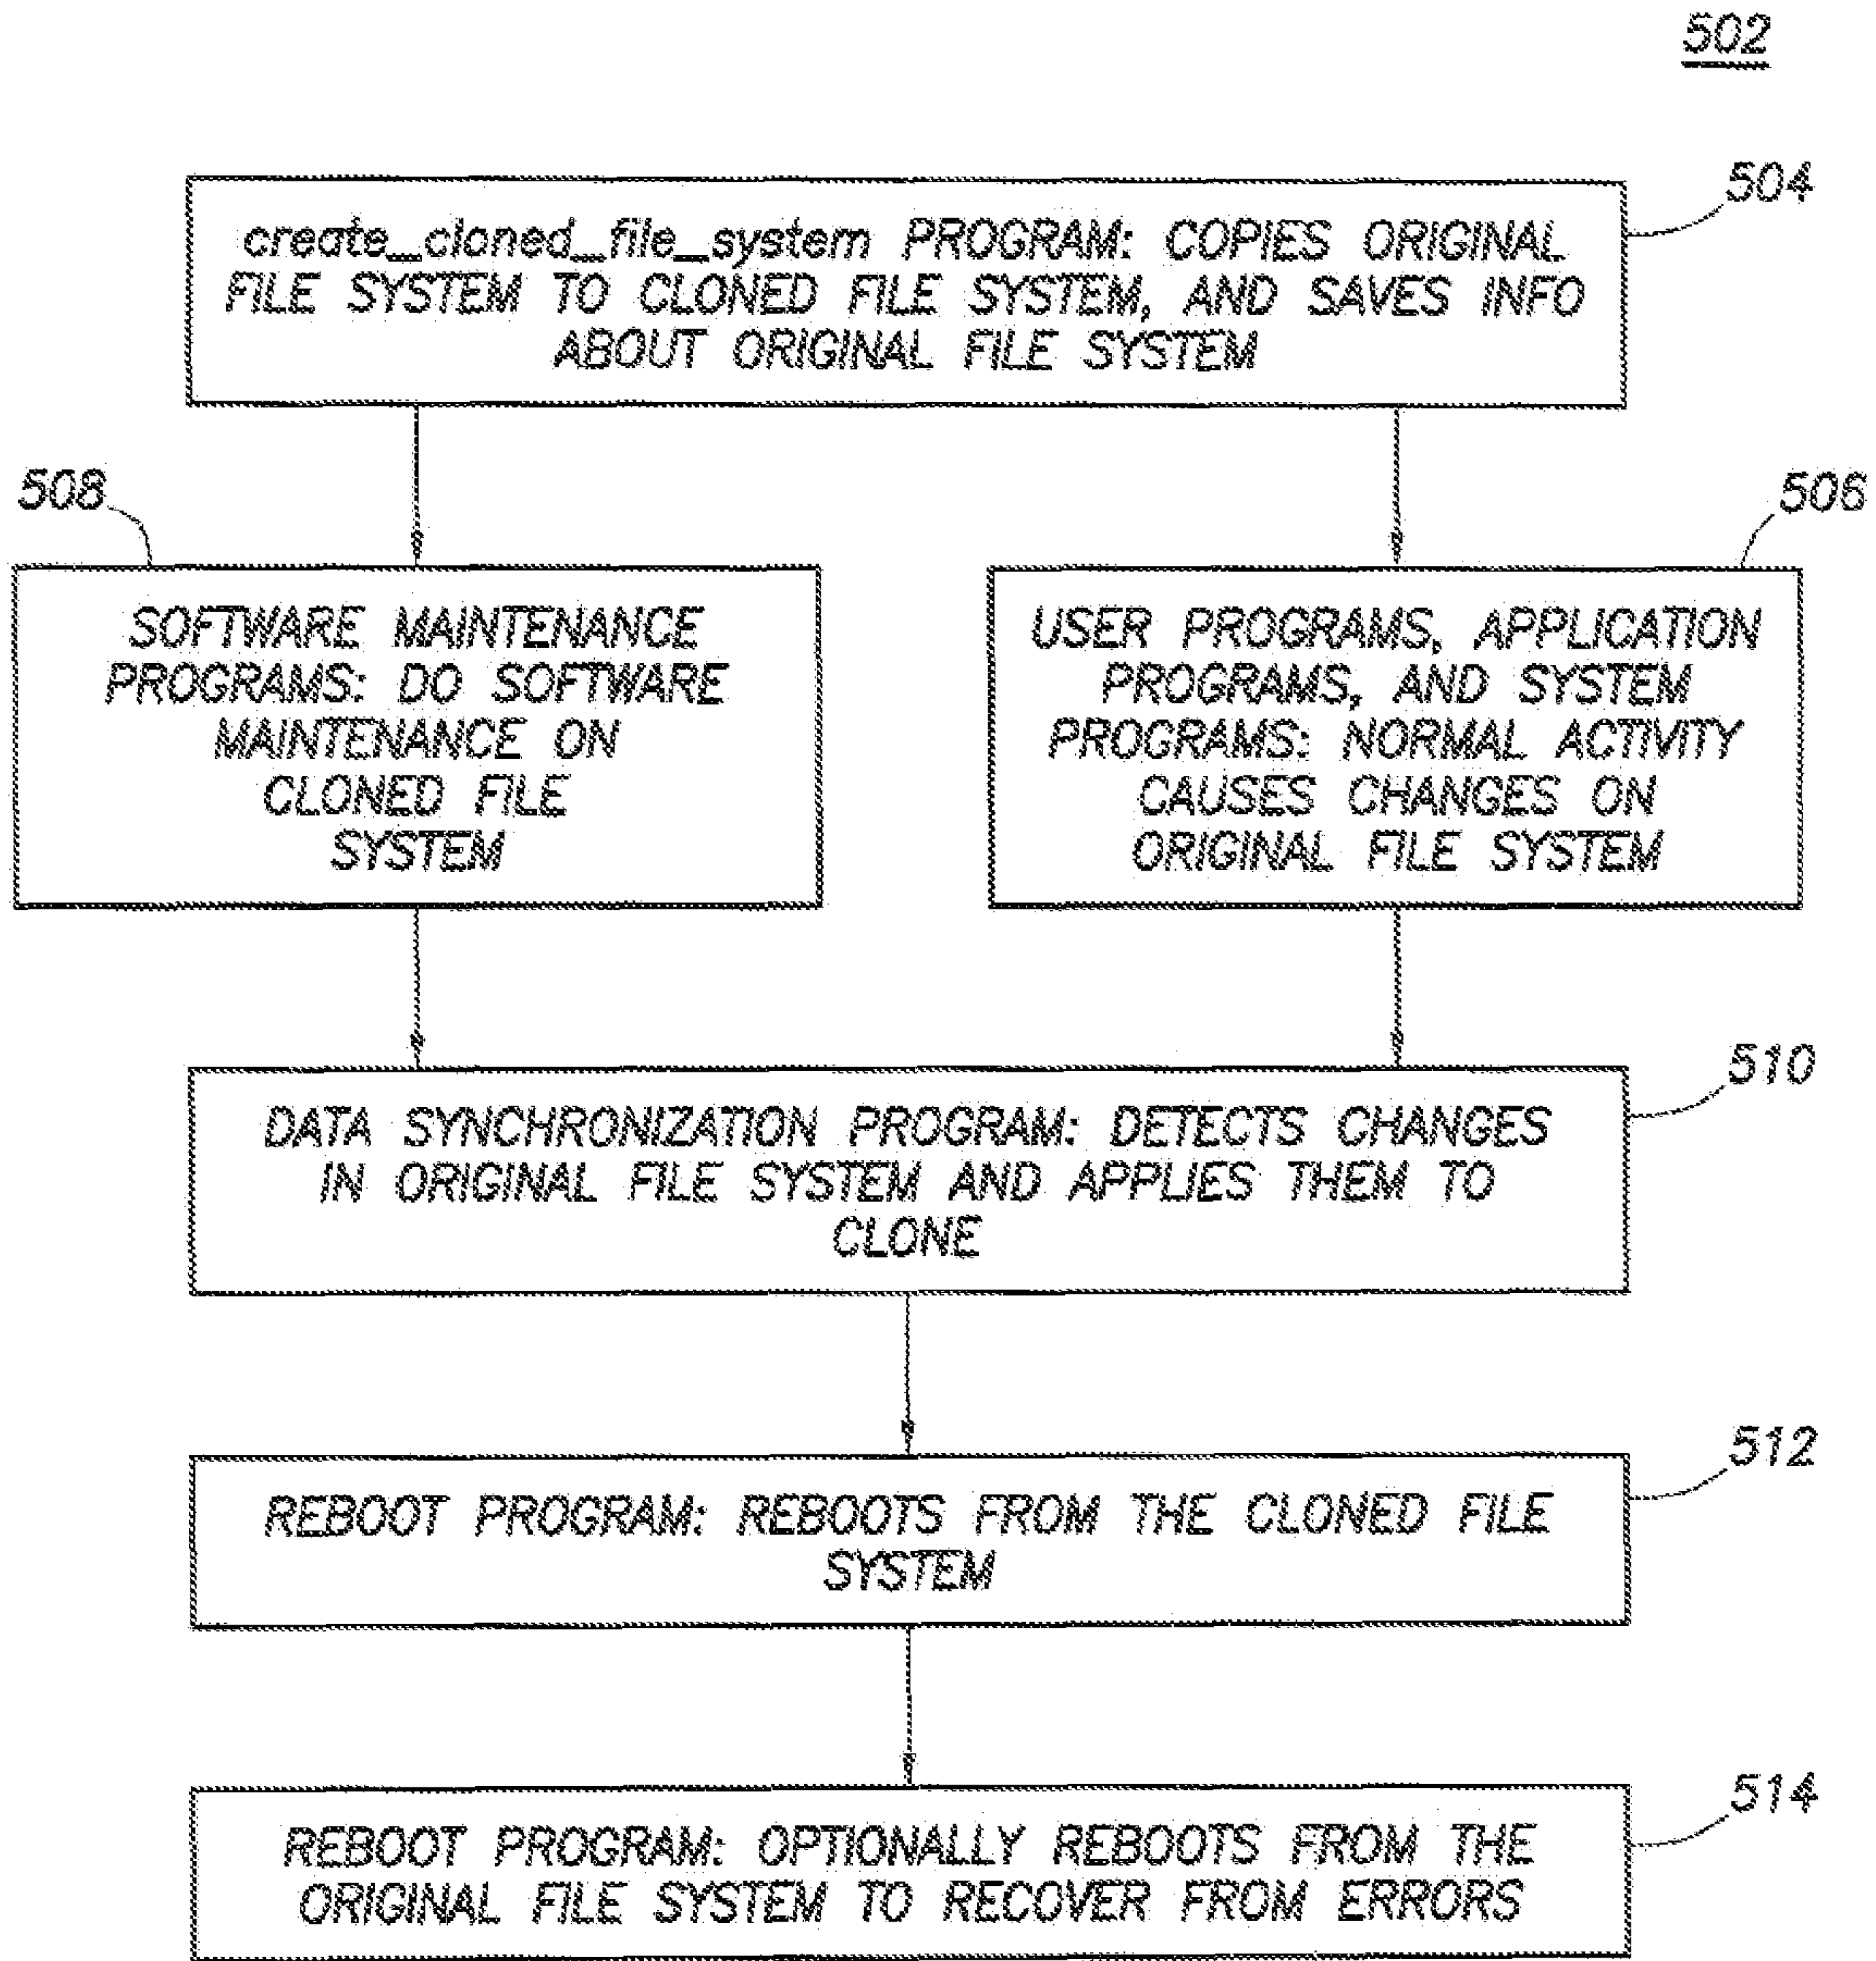 502
504
create_cloned_file_system PROGRAM: COPIES ORIGINAL
FILE SYSTEM TO CLONED FILE SYSTEM, AND SAVES INFO
ABOUT ORIGINAL FILE SYSTEM
508
SOFTWARE MAINTENANCE
PROGRAMS: DO SOFTWARE
MAINTENANCE ON
CLONED FILE
SYSTEM
506
USER PROGRAMS, APPLICATION
PROGRAMS, AND SYSTEM
PROGRAMS: NORMAL ACTIVITY
CAUSES CHANGES ON
ORIGINAL FILE SYSTEM
510
DATA SYNCHRONIZATION PROGRAM: DETECTS CHANGES
IN ORIGINAL FILE SYSTEM AND APPLIES THEM TO
CLONE
512
REBOOT PROGRAM: REBOOTS FROM THE CLONED FILE
SYSTEM
514
REBOOT PROGRAM: OPTIONALLY REBOOTS FROM THE
ORIGINAL FILE SYSTEM TO RECOVER FROM ERRORS